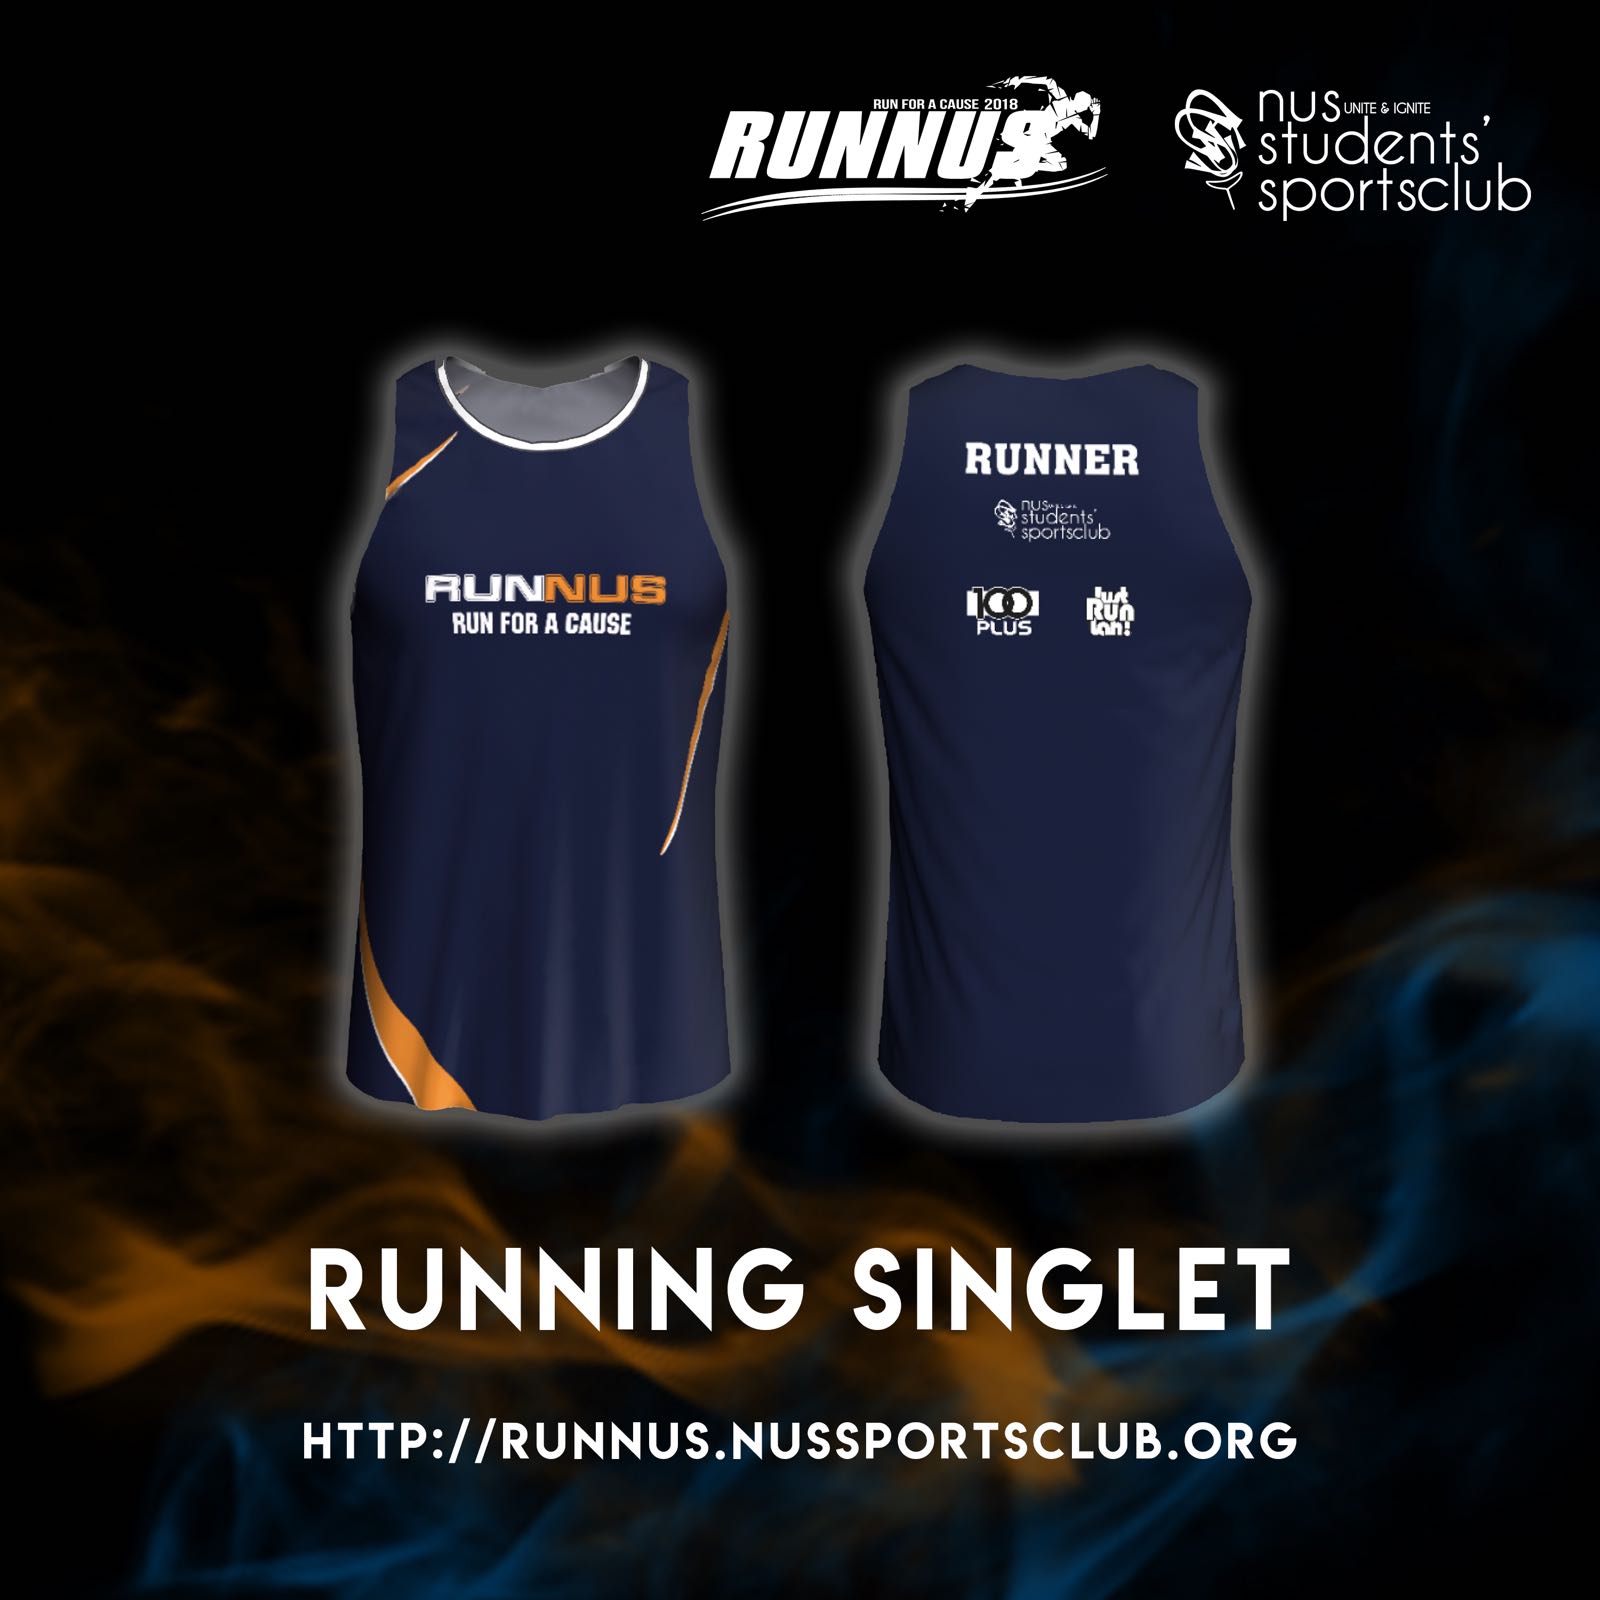 RUN FOR A CAUSE 2018
RUNNUS
nus UNITE & IGNITE
students'
sportsclub
RUNNUS
RUN FOR A CAUSE
RUNNER
nus
students'
sportsclub
100
PLUS
Just
Run
Lah!
RUNNING SINGLET
HTTP://RUNNUS.NUSSPORTSCLUB.ORG